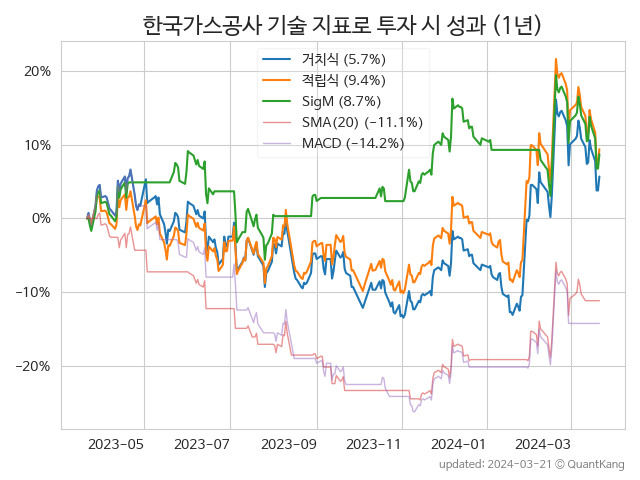 한국가스공사 기술 지표로 투자 시 성과 (1년)
거치식 (5.7%)
적립식 (9.4%)
SigM (8.7%)
SMA(20) (−11.1%)
MACD (−14.2%)
20%
10%
0%
−10%
−20%
2023-05 2023-07 2023-09 2023-11 2024-01 2024-03
updated: 2024-03-21 © QuantKang